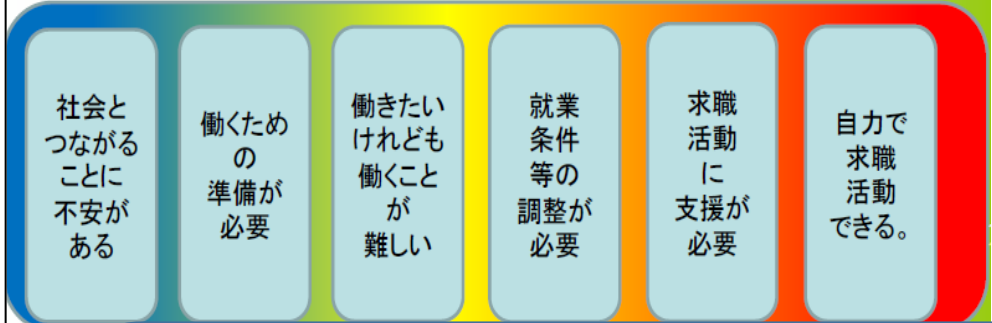 社会と
つながる
ことに
不安が
ある
働くため
の
準備が
必要
働きたい
けれども
働くこと
が
難しい
就業
条件
等の
調整が
必要
求職
活動
に
支援が
必要
自力で
求職
活動
できる。